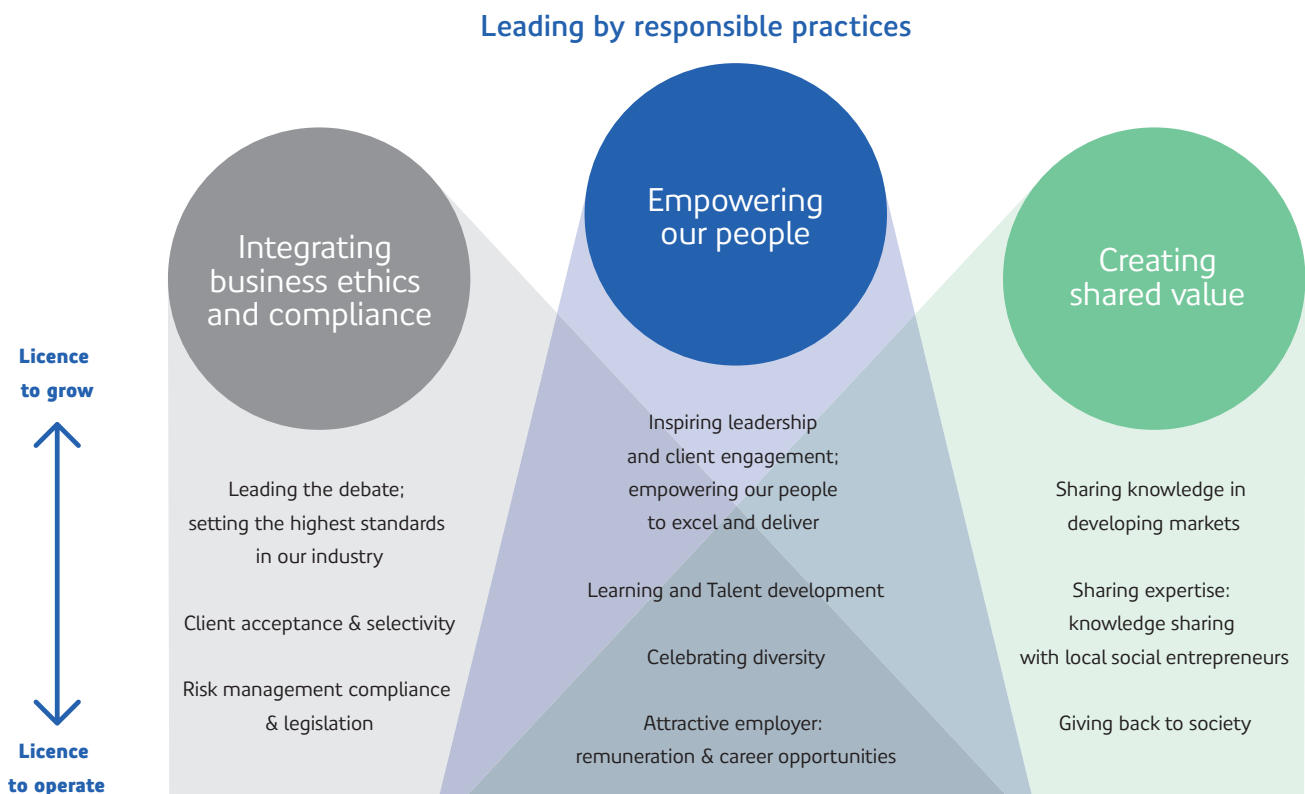 Leading by responsible practices
Integrating
business ethics
and compliance
Empowering
our people
Creating
shared value
Licence
to grow
Licence
to operate
Leading the debate;
setting the highest standards
in our industry
Client acceptance & selectivity
Risk management compliance
& legislation
Inspiring leadership
and client engagement;
empowering our people
to excel and deliver
Learning and Talent development
Celebrating diversity
Attractive employer:
remuneration & career opportunities
Sharing knowledge in
developing markets
Sharing expertise:
knowledge sharing
with local social entrepreneurs
Giving back to society